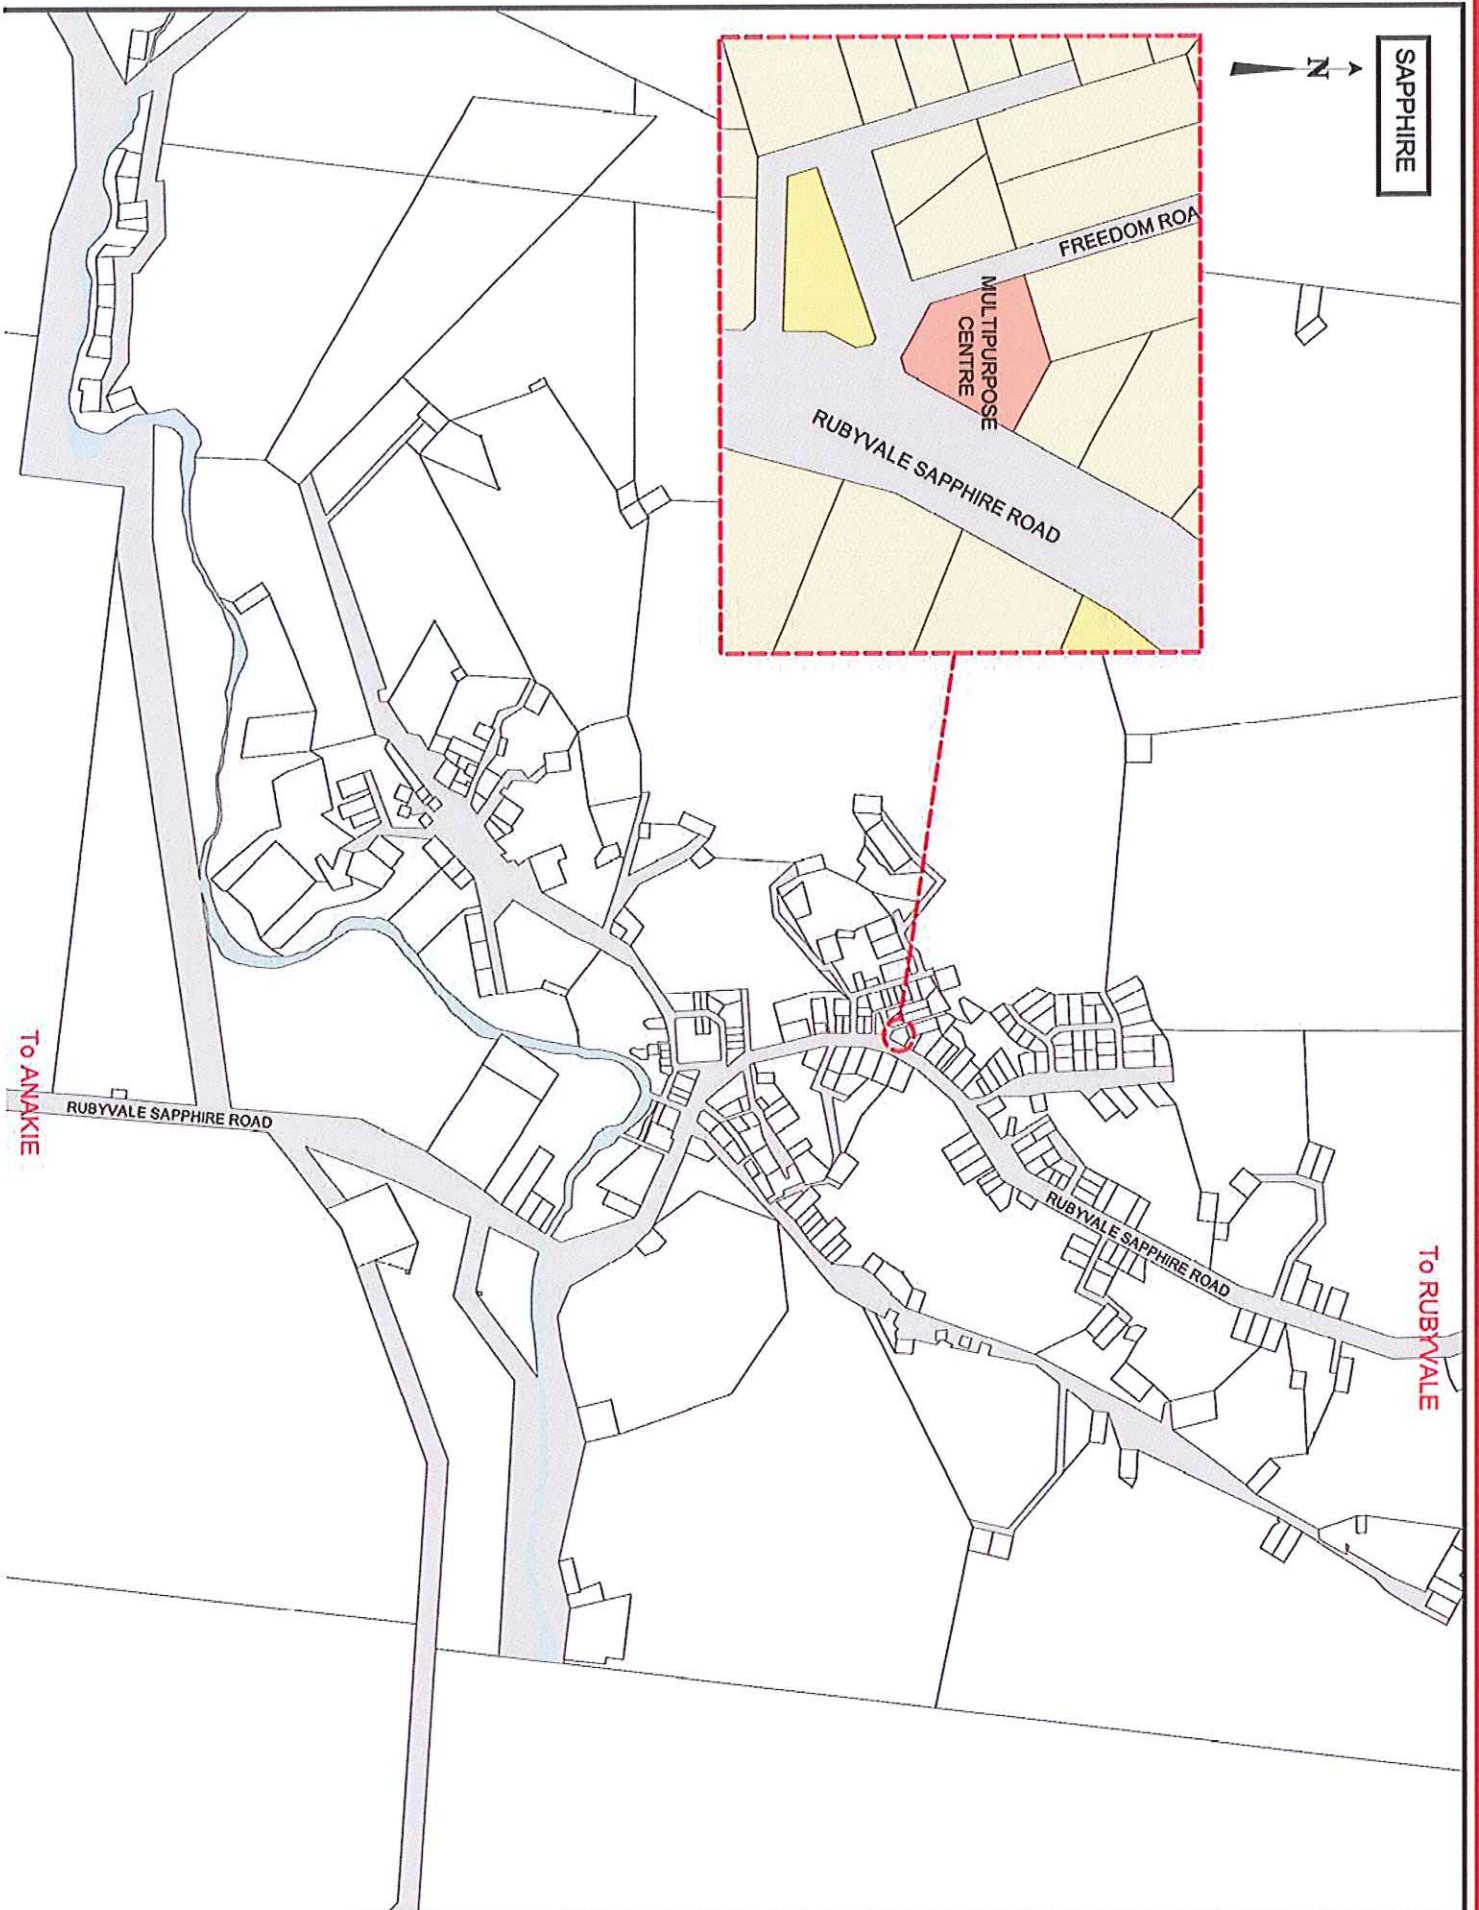 SAPPHIRE
N
FREEDOM ROA
MULTIPURPOSE
CENTRE
RUBYVALE SAPPHIRE ROAD
To RUBYVALE
RUBYVALE SAPPHIRE ROAD
RUBYVALE SAPPHIRE ROAD
To ANAKIE